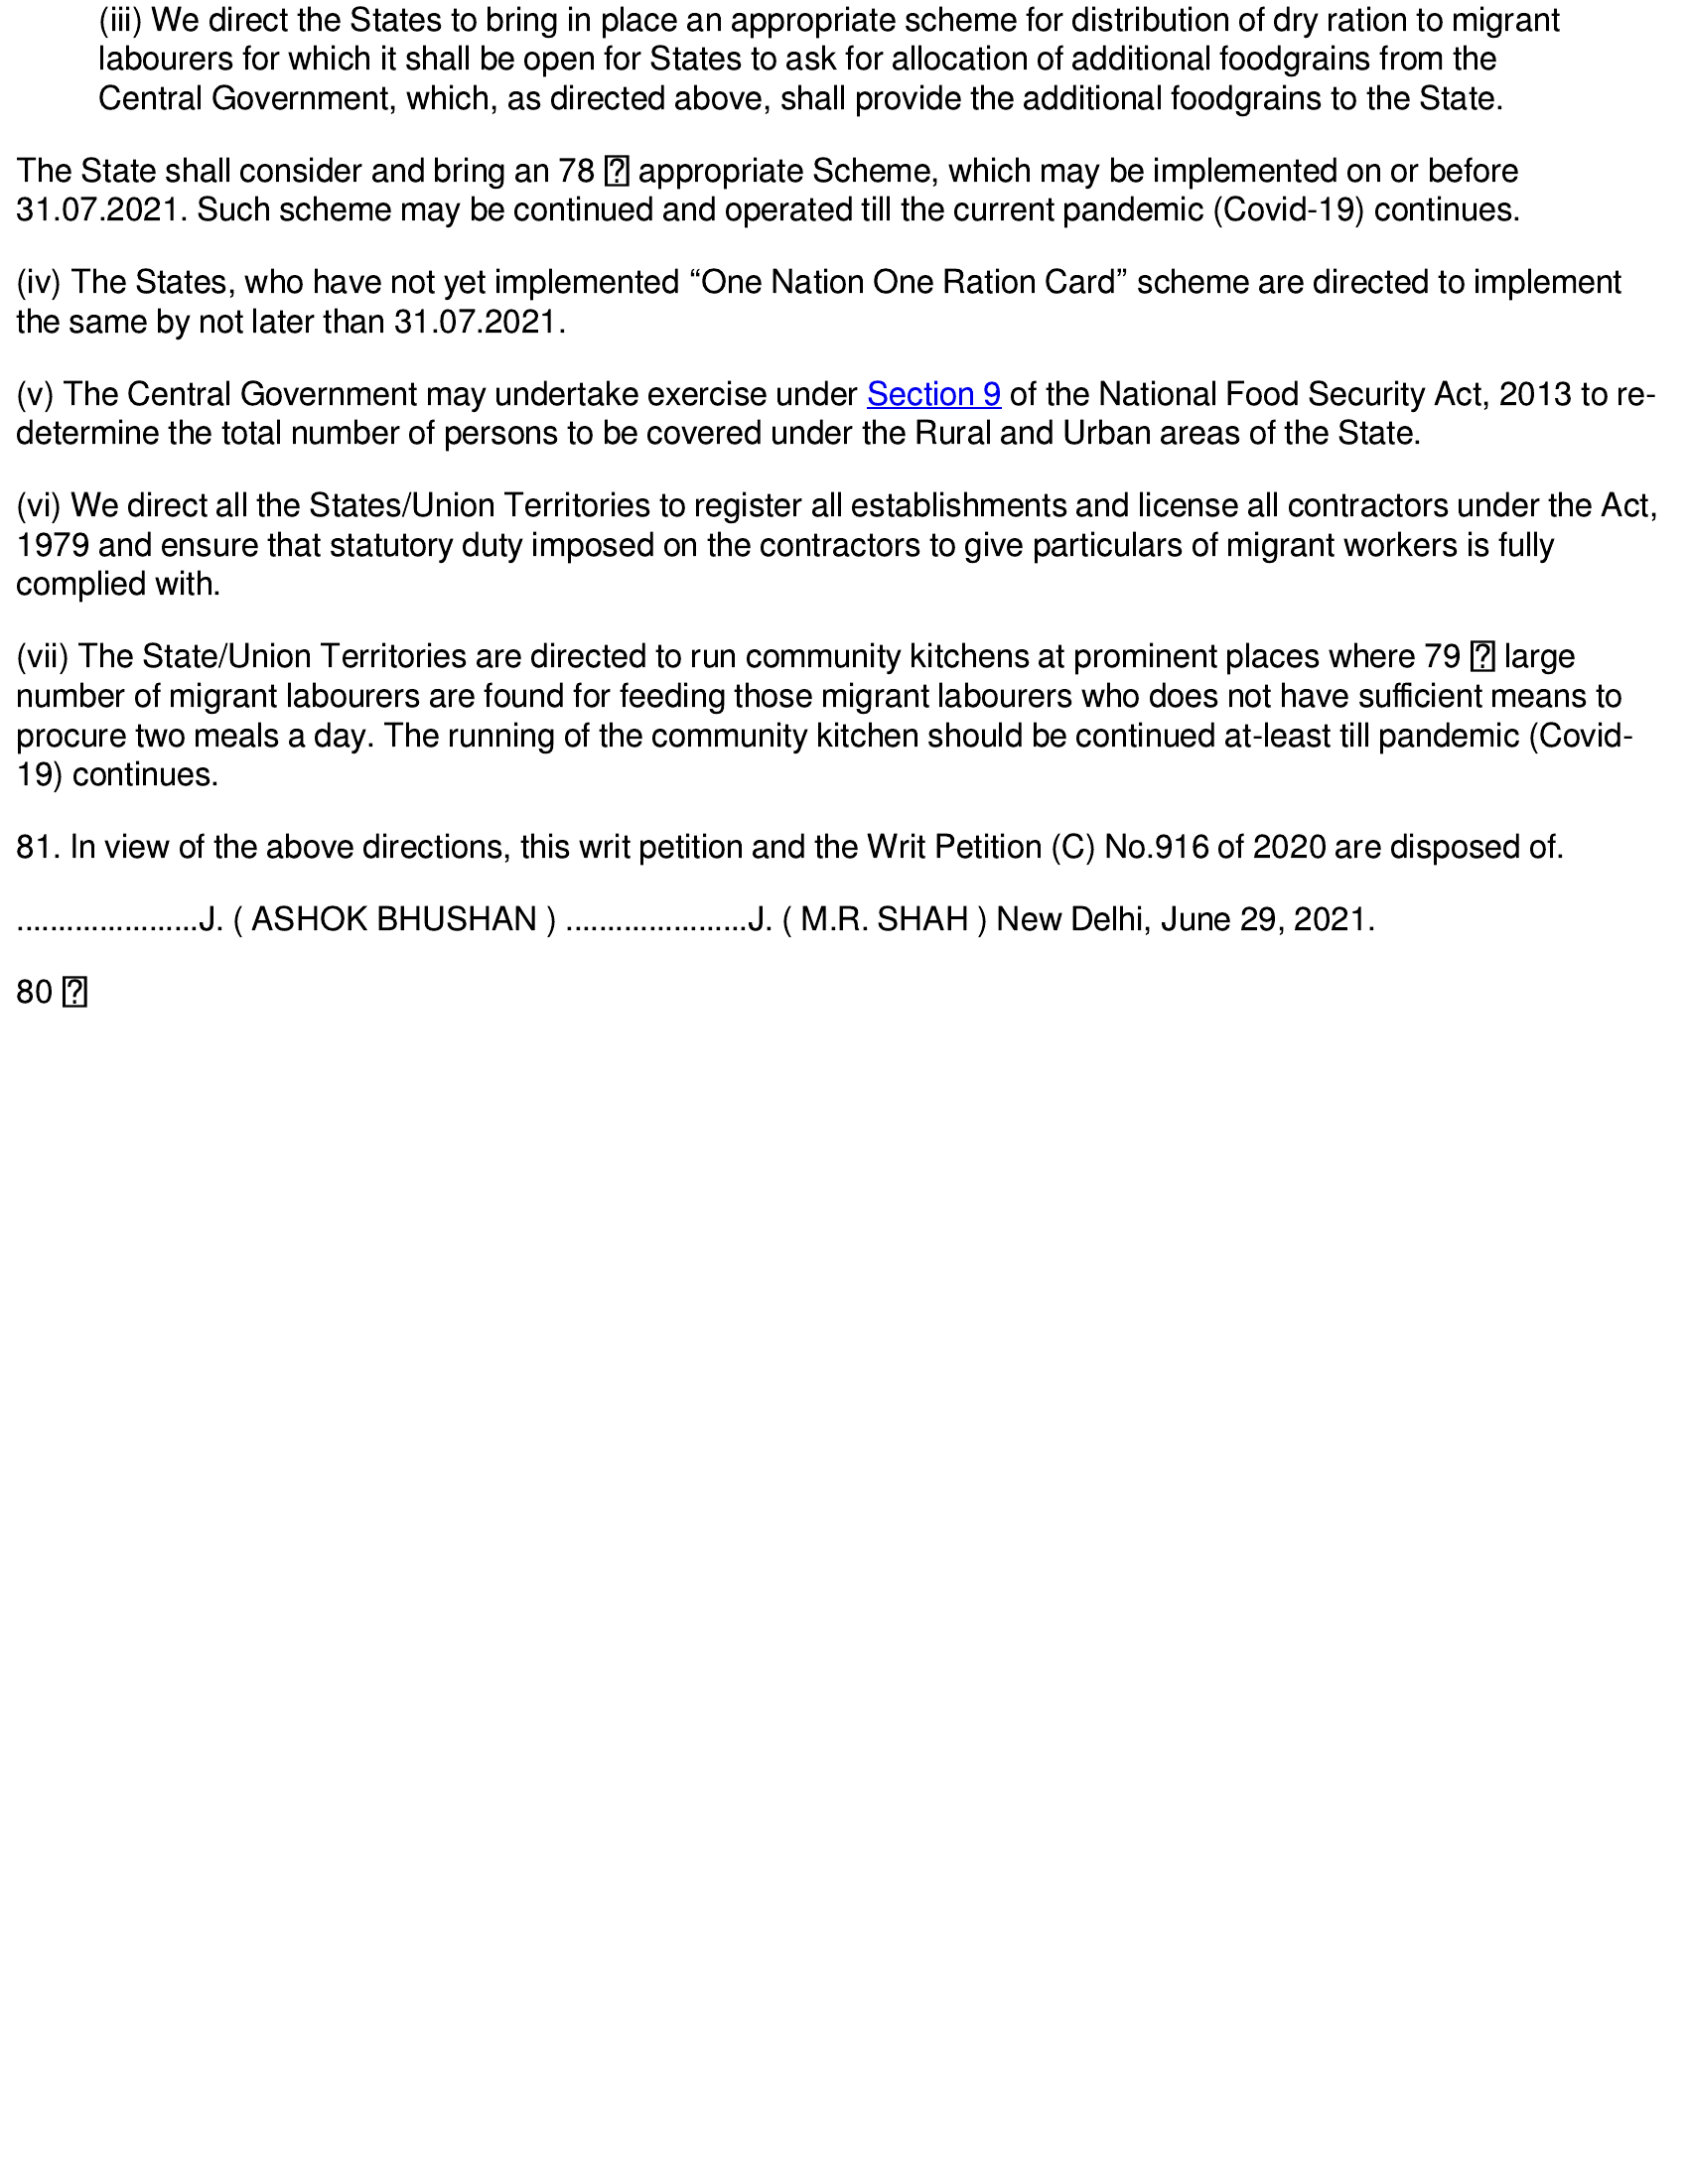 (iii) We direct the States to bring in place an appropriate scheme for distribution of dry ration to migrant
labourers for which it shall be open for States to ask for allocation of additional foodgrains from the
Central Government, which, as directed above, shall provide the additional foodgrains to the State.
The State shall consider and bring an 78 ⍰ appropriate Scheme, which may be implemented on or before
31.07.2021. Such scheme may be continued and operated till the current pandemic (Covid-19) continues.
(iv) The States, who have not yet implemented “One Nation One Ration Card” scheme are directed to implement
the same by not later than 31.07.2021.
(v) The Central Government may undertake exercise under Section 9 of the National Food Security Act, 2013 to re-
determine the total number of persons to be covered under the Rural and Urban areas of the State.
(vi) We direct all the States/Union Territories to register all establishments and license all contractors under the Act,
1979 and ensure that statutory duty imposed on the contractors to give particulars of migrant workers is fully
complied with.
(vii) The State/Union Territories are directed to run community kitchens at prominent places where 79 ⍰ large
number of migrant labourers are found for feeding those migrant labourers who does not have sufficient means to
procure two meals a day. The running of the community kitchen should be continued at-least till pandemic (Covid-
19) continues.
81. In view of the above directions, this writ petition and the Writ Petition (C) No.916 of 2020 are disposed of.
......................J. ( ASHOK BHUSHAN ) ......................J. ( M.R. SHAH ) New Delhi, June 29, 2021.
80 ⍰